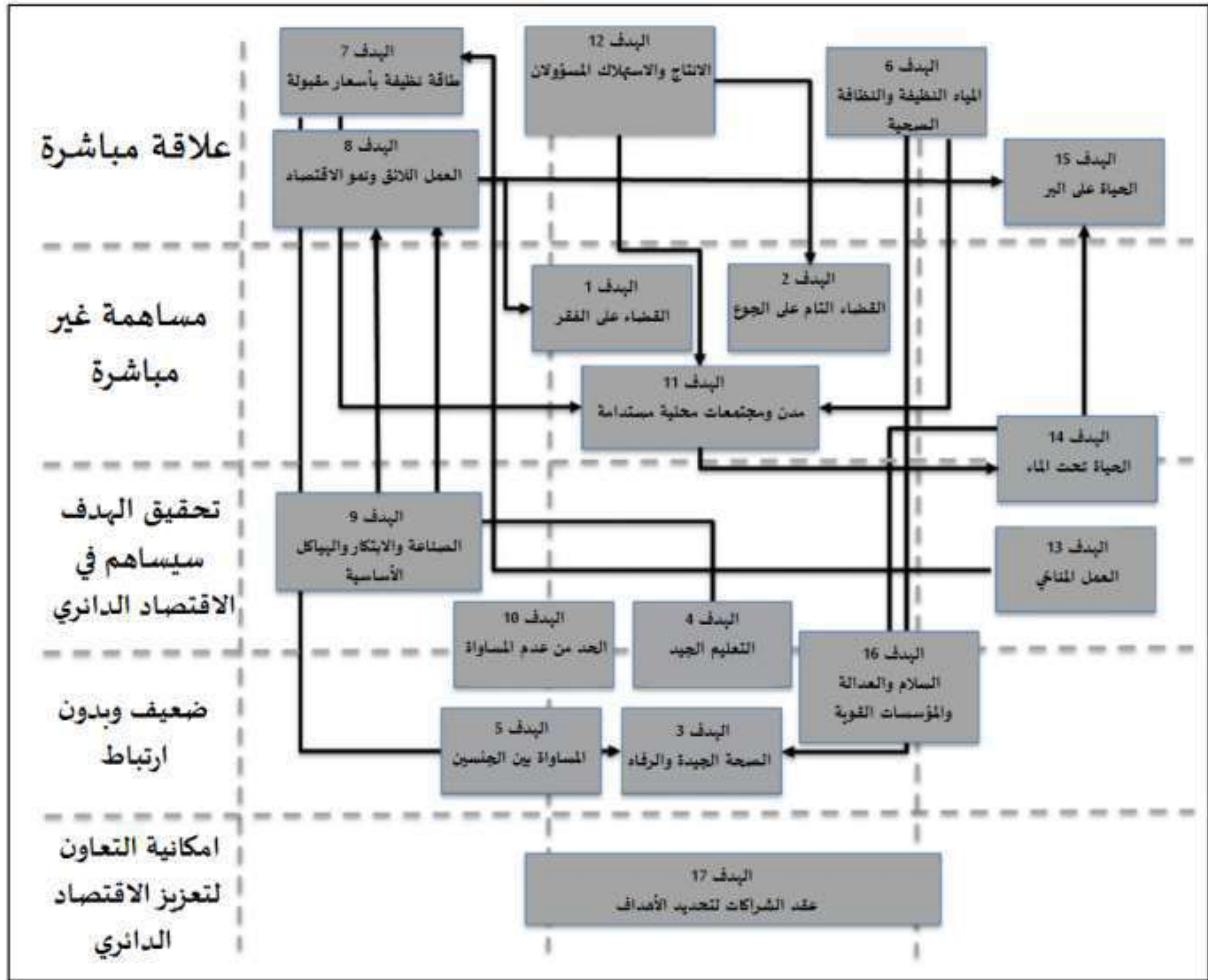 علاقة مباشرة
الهدف 7
طاقة نظيفة بأسعار مقبولة
الهدف 8
العمل اللائق ونمو الاقتصاد
الهدف 12
الانتاج والاستهلاك المسؤولان
الهدف 6
المياه النظيفة والنظافة
الصحية
الهدف 15
الحياة على البر
مساهمة غير
مباشرة
الهدف 1
القضاء على الفقر
الهدف 2
القضاء التام على الجوع
الهدف 11
مدن ومجتمعات محلية مستدامة
الهدف 14
الحياة تحت الماء
تحقيق الهدف
سيساهم في
الاقتصاد الدائري
الهدف 9
الصناعة والابتكار والهياكل
الأساسية
الهدف 13
العمل المناخي
الهدف 10
الحد من عدم المساواة
الهدف 4
التعليم الجيد
الهدف 16
السلام والعدالة
والمؤسسات القوية
ضعيف وبدون
ارتباط
الهدف 5
المساواة بين الجنسين
الهدف 3
الصحة الجيدة والرفاه
امكانية التعاون
لتعزيز الاقتصاد
الدائري
الهدف 17
عقد الشراكات لتحديد الأهداف